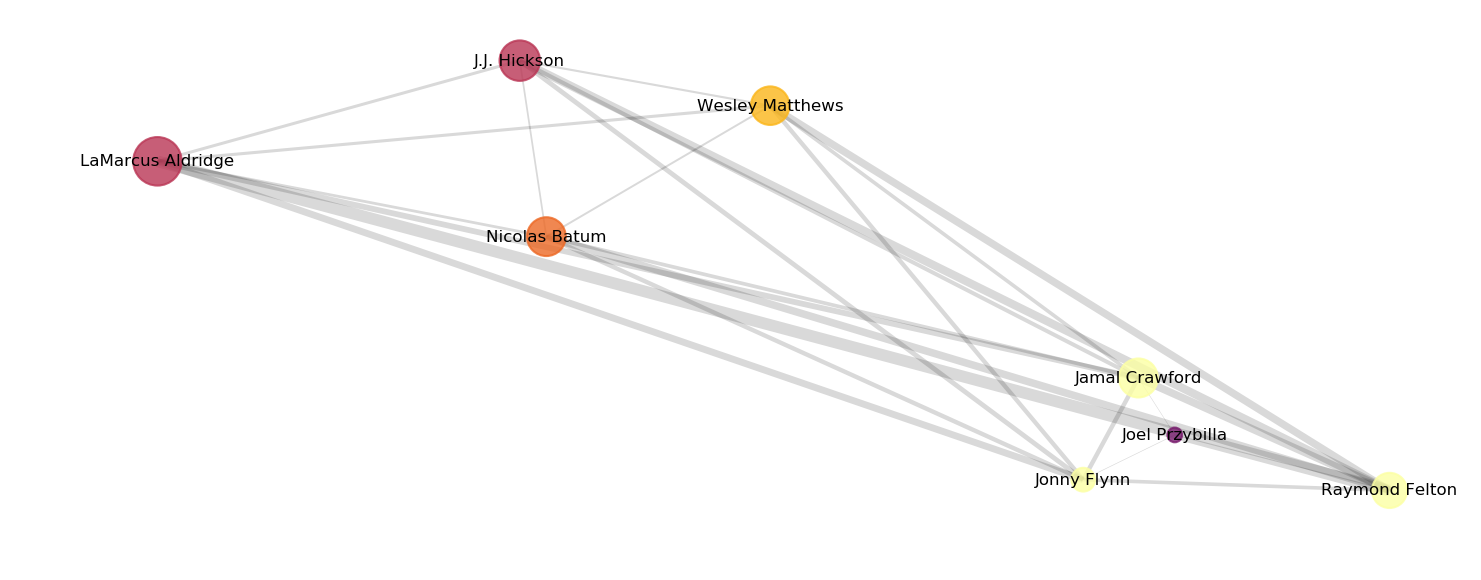 J.J. Hickson
Wesley Matthews
LaMarcus Aldridge
Nicolas Batum
Jamal Crawford
Joel Przybilla
Jonny Flynn
Raymond Felton